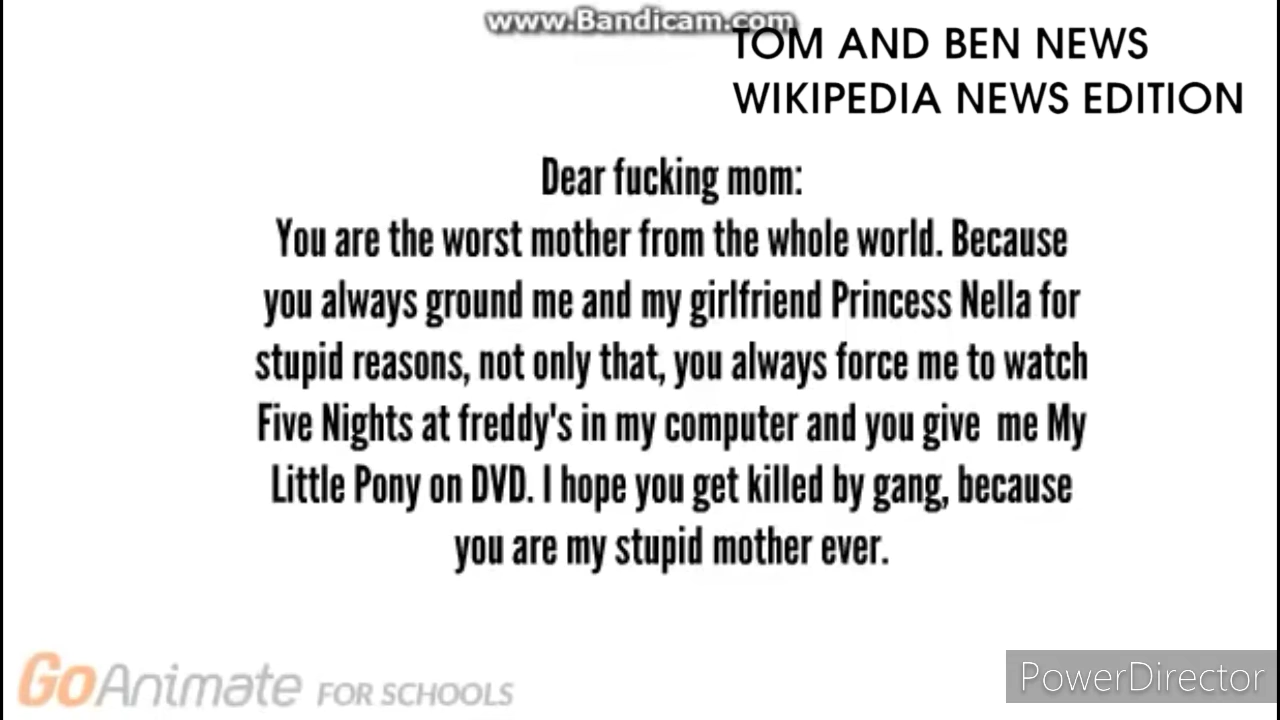 www.Bandicam.com
TOM AND BEN NEWS
WIKIPEDIA NEWS EDITION
Dear fucking mom:
You are the worst mother from the whole world. Because
you always ground me and my girlfriend Princess Nella for
stupid reasons, not only that, you always force me to watch
Five Nights at freddy's in my computer and you give  me My
Little Pony on DVD. I hope you get killed by gang, because
you are my stupid mother ever.
GoAnimate FOR SCHOOLS
PowerDirector